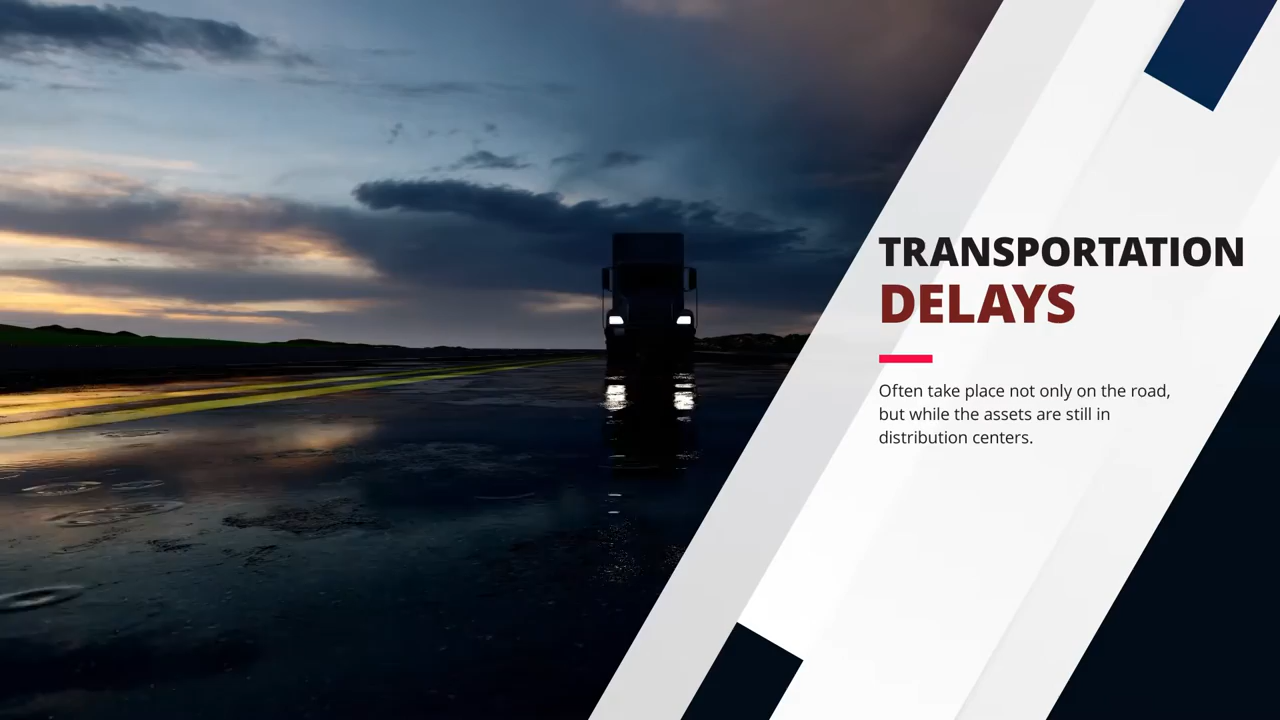 TRANSPORTATION
DELAYS
Often take place not only on the road,
but while the assets are still in
distribution centers.